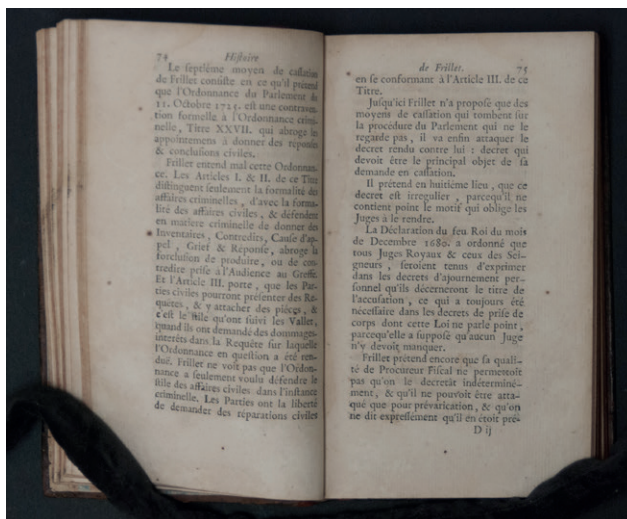 74 Histoire
Le septiéme moyen de cassation
de Frillet consiste en ce qu'il prétend
que l'Ordonnance du Parlement du
11. Octobre 1725. est une contraven-
tion formelle à l'Ordonnance crimi-
nelle, Titre XXVII. qui abroge les
appointemens à donner des réponses
& conclusions civiles.
Frillet entend mal cette Ordonnan-
ce. Les Articles I. & II. de ce Titre
distinguent seulement la formalité des
affaires criminelles, d'avec la forma-
lité des affaires civiles, & défendent
en matiere criminelle de donner des
Inventaires, Contredits, Cause d'ap-
pel, Grief & Réponse, abroge la
forclusion de produire, ou de con-
tredire prise à l'Audience au Greffe.
Et l'Article III. porte, que les Par-
ties civiles pourront présenter des Re-
quêtes, & y attacher des pieces, &
c'est le stile qu'ont suivi les Vallet,
quand ils ont demandé des dommages-
interêts dans la Requête sur laquelle
l'Ordonnance en question a été ren-
duë. Frillet ne voit pas que l'Ordon-
nance a seulement voulu défendre le
stile des affaires civiles dans l'instance
criminelle. Les Parties ont la liberté
de demander des réparations civiles
de Frillet. 75
en se conformant à l'Article III. de ce
Titre.
Jusqu'ici Frillet n'a proposé que des
moyens de cassation qui tombent sur
la procédure du Parlement qui ne le
regarde pas, il va enfin attaquer le
decret rendu contre lui : decret qui
devoit être le principal objet de sa
demande en cassation.
Il prétend en huitiéme lieu, que ce
decret est irregulier, parcequ'il ne
contient point le motif qui oblige les
Juges à le rendre.
La Déclaration du feu Roi du mois
de Decembre 1680. a ordonné que
tous Juges Royaux & ceux des Sei-
gneurs, seroient tenus d'exprimer
dans les decrets d'ajournement per-
sonnel qu'ils décerneront le titre de
l'accusation, ce qui a toujours été
nécessaire dans les decrets de prise de
corps dont cette Loi ne parle point,
parcequ'elle a supposé qu'aucun Juge
n'y devoit manquer.
Frillet prétend encore que sa quali-
té de Procureur Fiscal ne permettoit
pas qu'on le decretât indéterminé-
ment, & qu'il ne pouvoit être atta-
qué que pour prévarication, & qu'on
ne dit expressément qu'il en étoit pré-
D ij